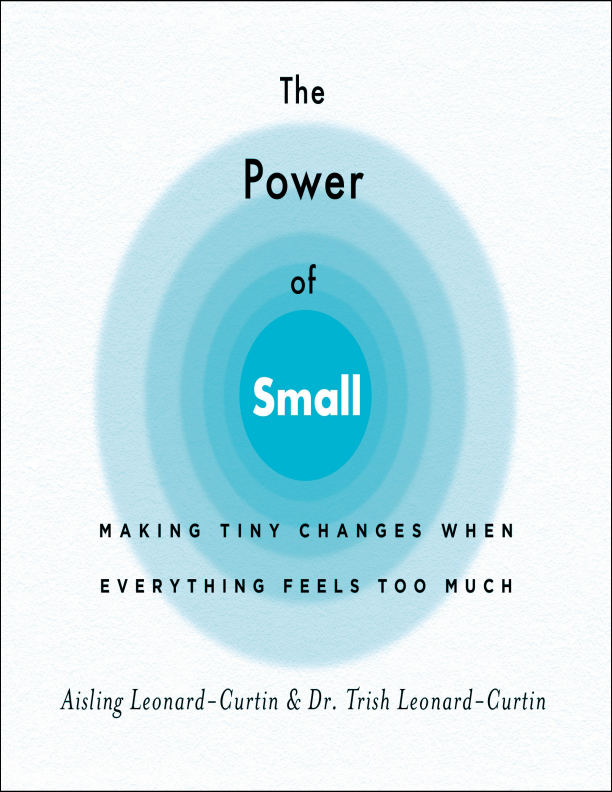 The
Power
of
Small
MAKING TINY CHANGES WHEN
EVERYTHING FEELS TOO MUCH
Aisling Leonard-Curtin & Dr. Trish Leonard-Curtin